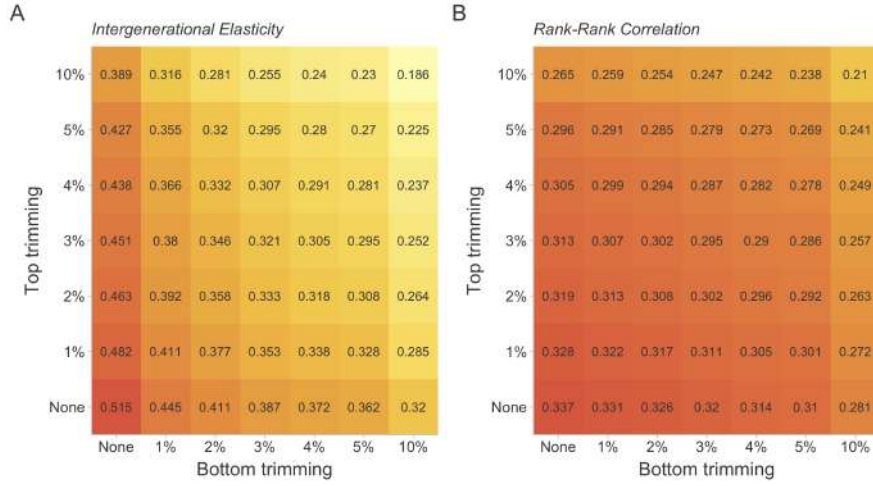 A
Intergenerational Elasticity
10% 0.389 0.316 0.281 0.255 0.24 0.23 0.186
5% 0.427 0.355 0.32 0.295 0.28 0.27 0.225
4% 0.438 0.366 0.332 0.307 0.291 0.281 0.237
3% 0.451 0.38 0.346 0.321 0.305 0.295 0.252
2% 0.463 0.392 0.358 0.333 0.318 0.308 0.264
1% 0.482 0.411 0.377 0.353 0.338 0.328 0.285
None 0.515 0.445 0.411 0.387 0.372 0.362 0.32
None 1% 2% 3% 4% 5% 10%
Top trimming
Bottom trimming
B
Rank-Rank Correlation
10% 0.265 0.259 0.254 0.247 0.242 0.238 0.21
5% 0.296 0.291 0.285 0.279 0.273 0.269 0.241
4% 0.305 0.299 0.294 0.287 0.282 0.278 0.249
3% 0.313 0.307 0.302 0.295 0.29 0.286 0.257
2% 0.319 0.313 0.308 0.302 0.296 0.292 0.263
1% 0.328 0.322 0.317 0.311 0.305 0.301 0.272
None 0.337 0.331 0.326 0.32 0.314 0.31 0.281
None 1% 2% 3% 4% 5% 10%
Top trimming
Bottom trimming